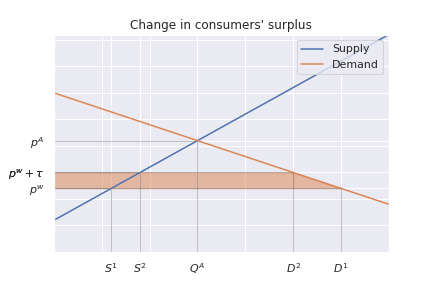 Change in consumers' surplus
Supply
Demand
p^A
p^w + τ
p^w
S^1 S^2 Q^A D^2 D^1